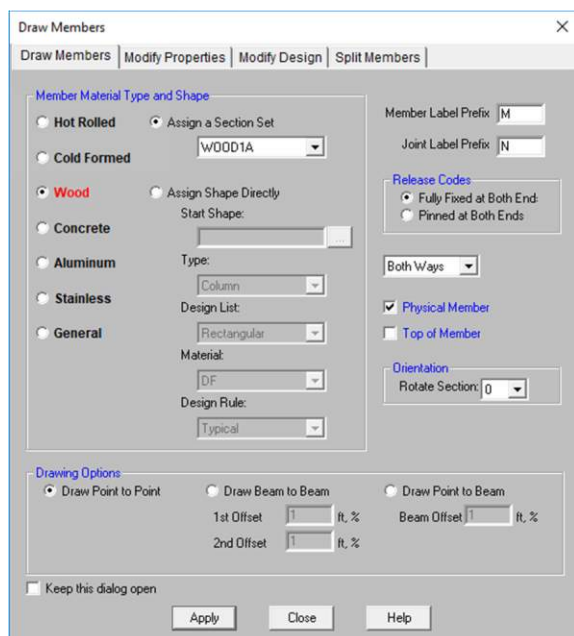 Draw Members
Draw Members Modify Properties Modify Design Split Members
Member Material Type and Shape
Hot Rolled
Cold Formed
Wood
Concrete
Aluminum
Stainless
General
Assign a Section Set
WOOD1A
Assign Shape Directly
Start Shape:
...
Type:
Column
Design List:
Rectangular
Material:
DF
Design Rule:
Typical
Member Label Prefix M
Joint Label Prefix N
Release Codes
Fully Fixed at Both End:
Pinned at Both Ends
Both Ways
Physical Member
Top of Member
Orientation
Rotate Section: 0
Drawing Options
Draw Point to Point
Draw Beam to Beam
1st Offset 1 ft, %
2nd Offset 1 ft, %
Draw Point to Beam
Beam Offset 1 ft, %
Keep this dialog open
Apply Close Help